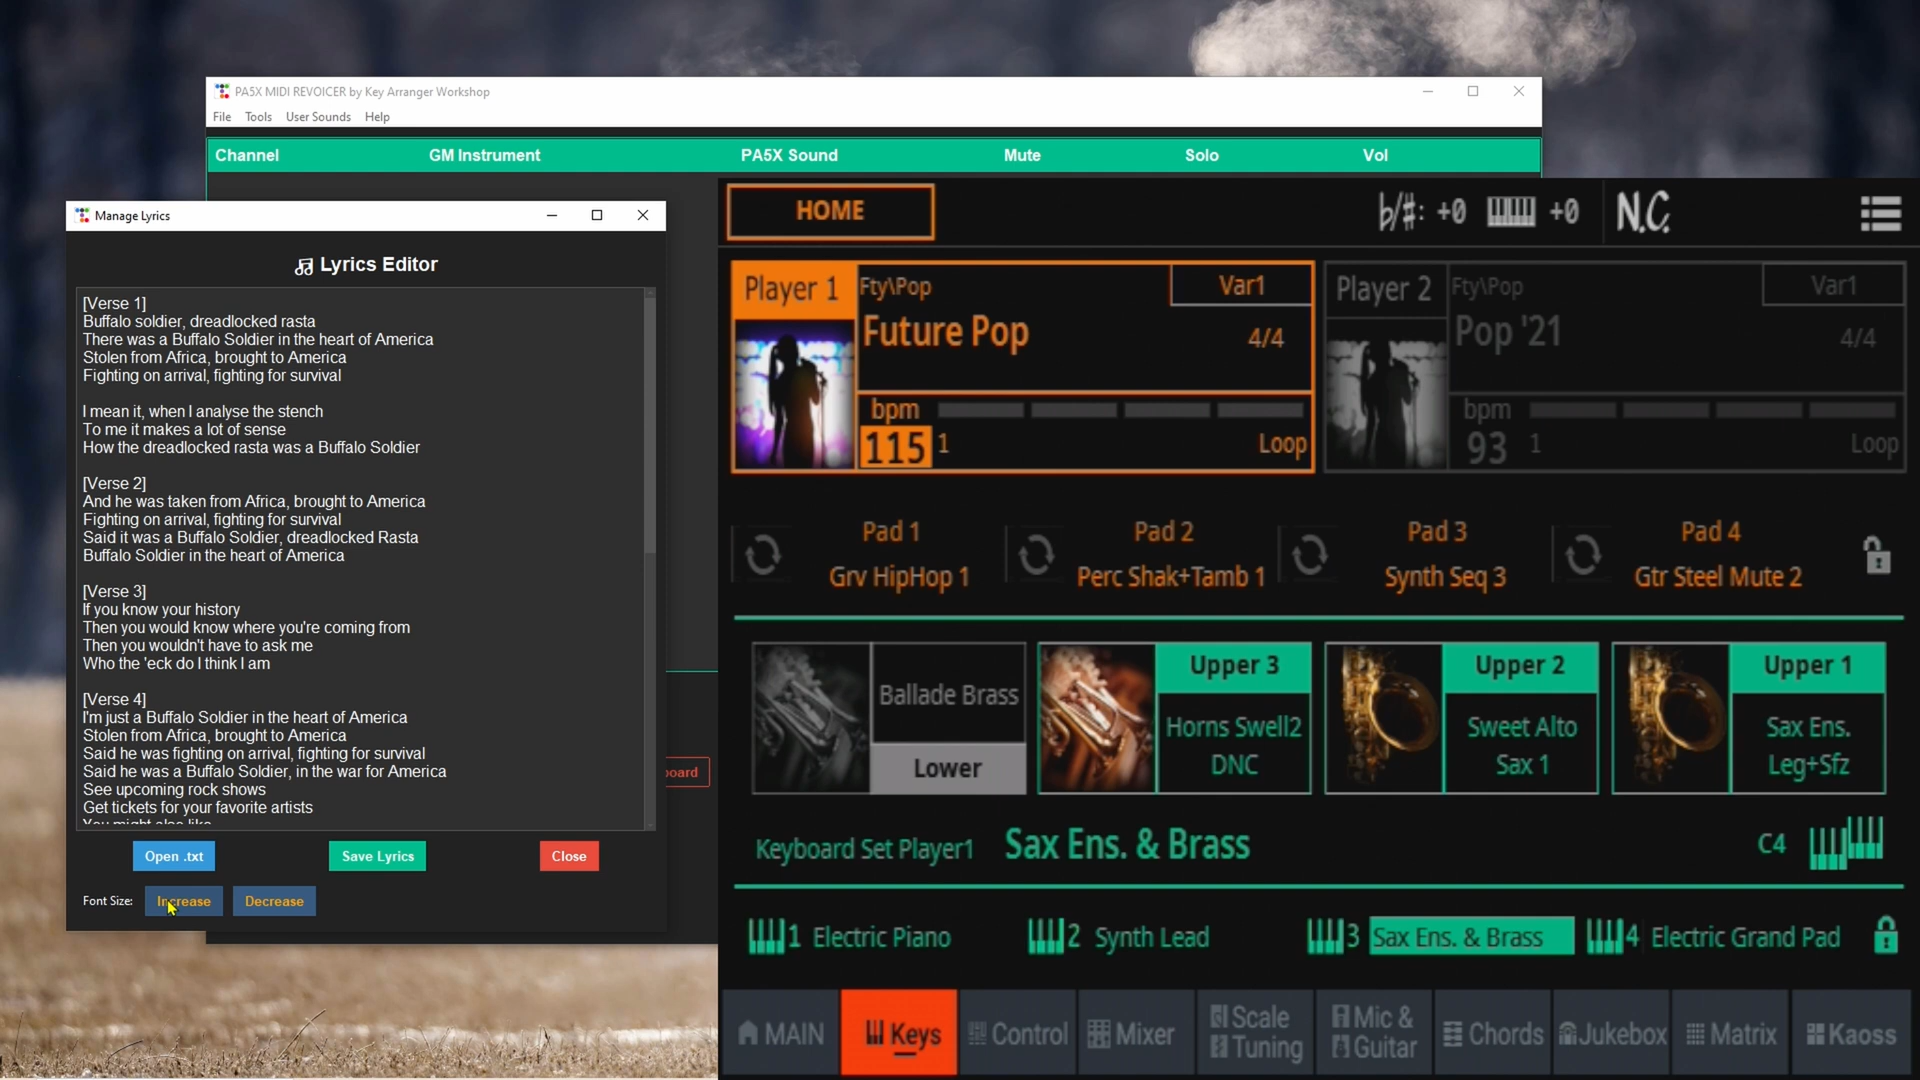 PA5X MIDI REVOICER by Key Arranger Workshop
File Tools User Sounds Help
Channel GM Instrument PA5X Sound Mute Solo Vol
Manage Lyrics
Lyrics Editor
[Verse 1]
Buffalo soldier, dreadlocked rasta
There was a Buffalo Soldier in the heart of America
Stolen from Africa, brought to America
Fighting on arrival, fighting for survival
I mean it, when I analyse the stench
To me it makes a lot of sense
How the dreadlocked rasta was a Buffalo Soldier
[Verse 2]
And he was taken from Africa, brought to America
Fighting on arrival, fighting for survival
Said it was a Buffalo Soldier, dreadlocked Rasta
Buffalo Soldier in the heart of America
[Verse 3]
If you know your history
Then you would know where you're coming from
Then you wouldn't have to ask me
Who the 'eck do I think I am
[Verse 4]
I'm just a Buffalo Soldier in the heart of America
Stolen from Africa, brought to America
Said he was fighting on arrival, fighting for survival
Said he was a Buffalo Soldier, in the war for America
See upcoming rock shows
Get tickets for your favorite artists
You might also like
Open .txt Save Lyrics Close
Font Size: Increase Decrease
oard
HOME
b/#: +0 +0 N.C.
Player 1 Fty\Pop Var1
Future Pop 4/4
bpm
115 1 Loop
Player 2 Fty\Pop Var1
Pop '21 4/4
bpm
93 1 Loop
Pad 1 Pad 2 Pad 3 Pad 4
Grv HipHop 1 Perc Shak+Tamb 1 Synth Seq 3 Gtr Steel Mute 2
Ballade Brass
Lower
Upper 3
Horns Swell2
DNC
Upper 2
Sweet Alto
Sax 1
Upper 1
Sax Ens.
Leg+Sfz
Keyboard Set Player1 Sax Ens. & Brass C4
1 Electric Piano 2 Synth Lead 3 Sax Ens. & Brass 4 Electric Grand Pad
MAIN Keys Control Mixer Scale Tuning Mic & Guitar Chords Jukebox Matrix Kaoss